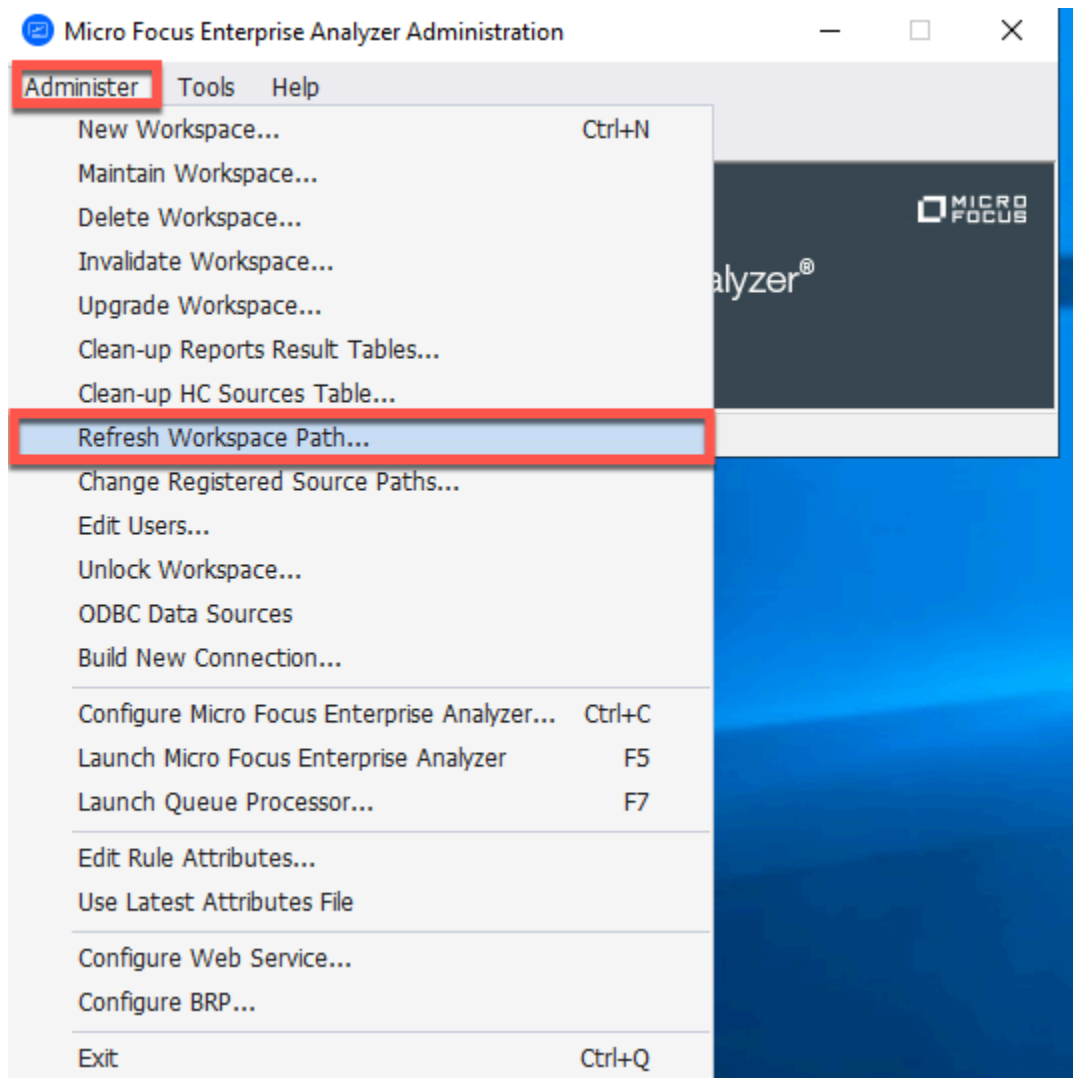 Micro Focus Enterprise Analyzer Administration
Administer Tools Help
New Workspace... Ctrl+N
Maintain Workspace...
Delete Workspace...
Invalidate Workspace...
Upgrade Workspace...
Clean-up Reports Result Tables...
Clean-up HC Sources Table...
Refresh Workspace Path...
Change Registered Source Paths...
Edit Users...
Unlock Workspace...
ODBC Data Sources
Build New Connection...
Configure Micro Focus Enterprise Analyzer... Ctrl+C
Launch Micro Focus Enterprise Analyzer F5
Launch Queue Processor... F7
Edit Rule Attributes...
Use Latest Attributes File
Configure Web Service...
Configure BRP...
Exit Ctrl+Q
MICRO
FOCUS
alyzer®